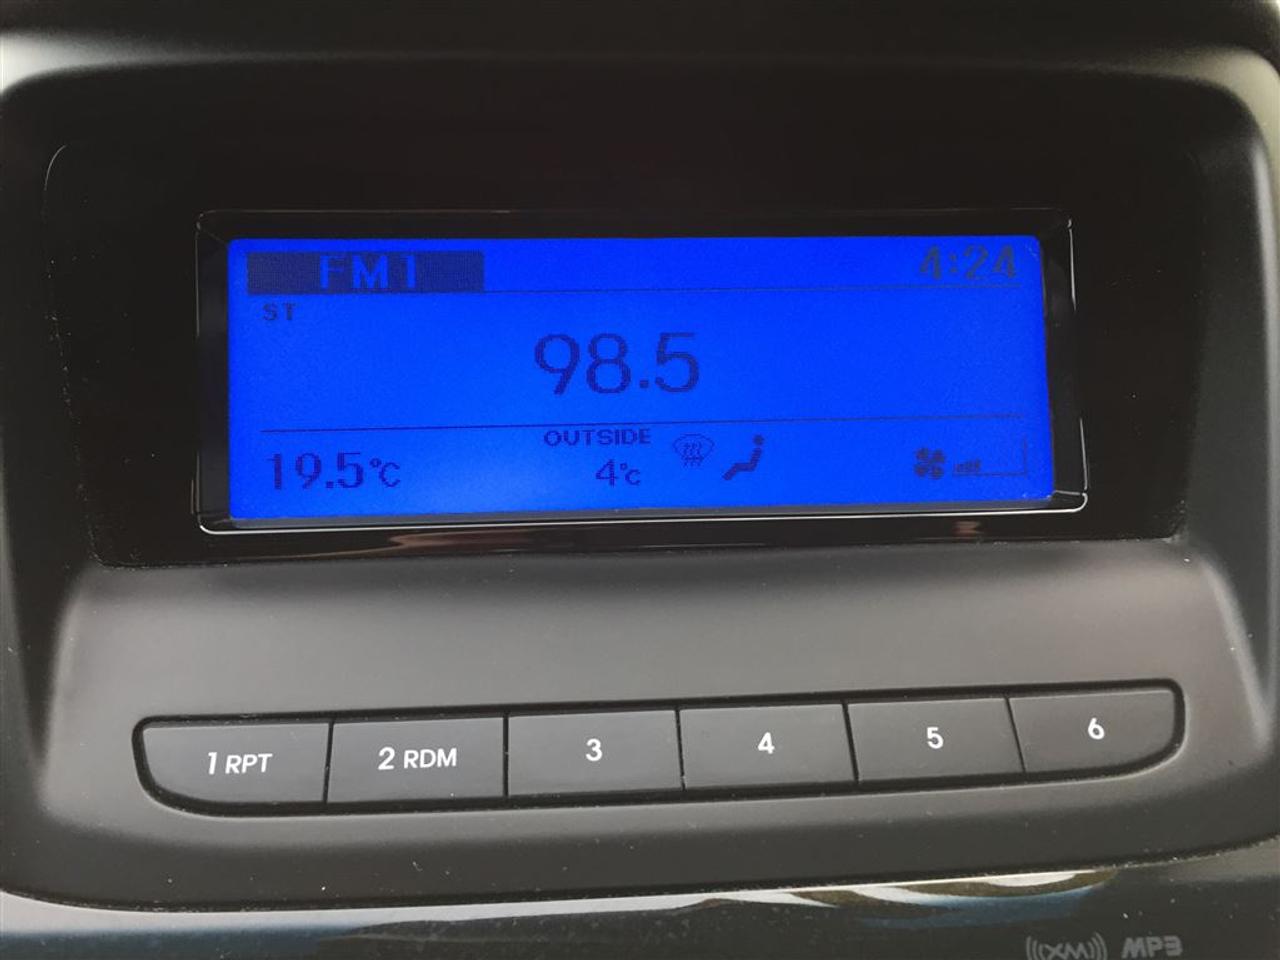 FM1 4:24
ST
98.5
OUTSIDE
19.5°C 4°C
1 RPT 2 RDM 3 4 5 6
((XM)) MP3